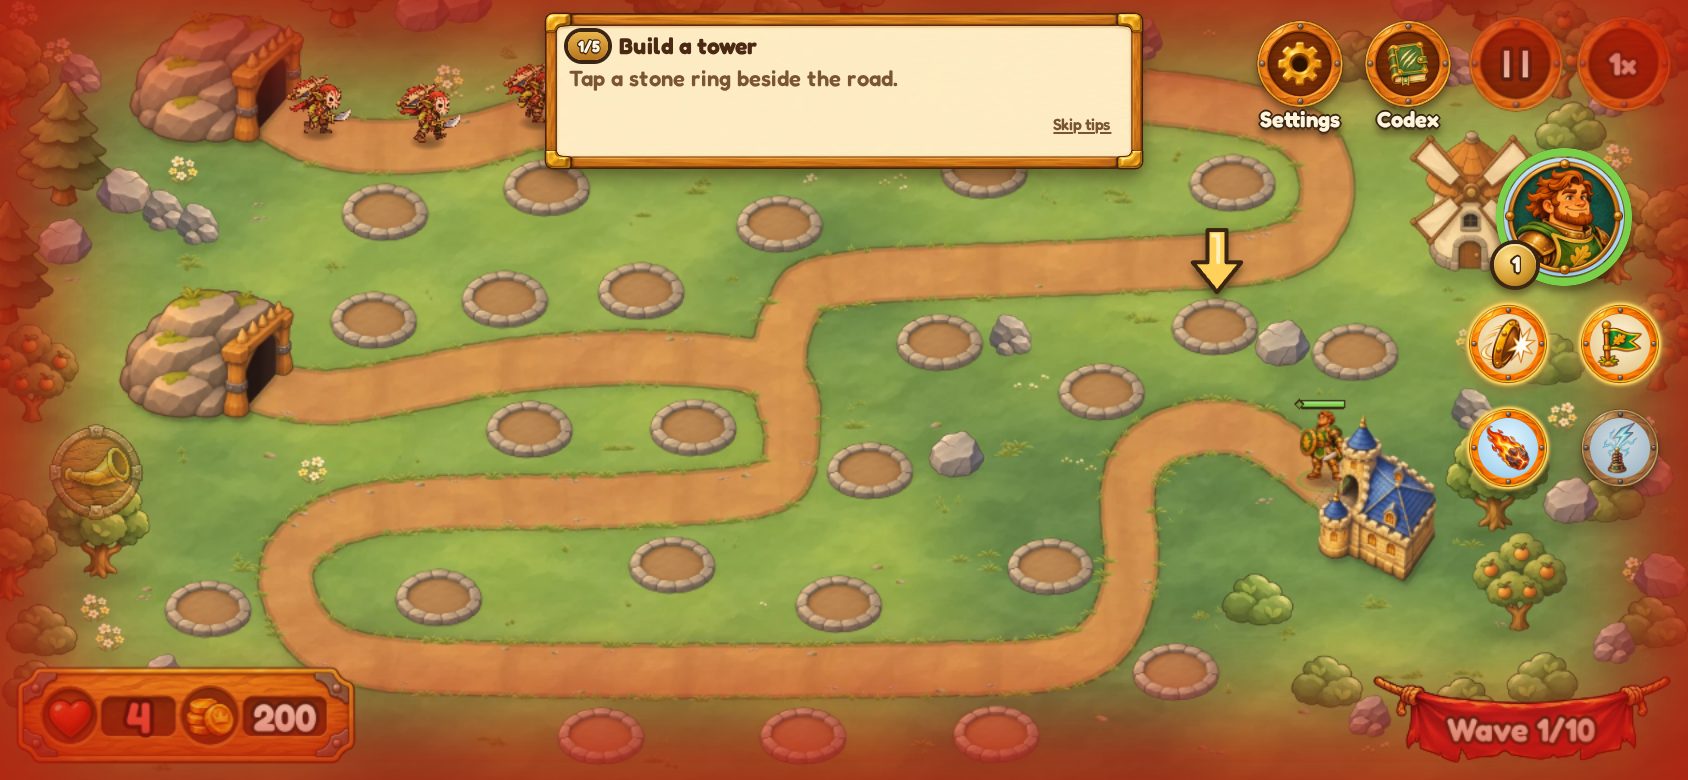 1/5 Build a tower
Tap a stone ring beside the road.
Skip tips
Settings
Codex
1x
1
4
200
Wave 1/10